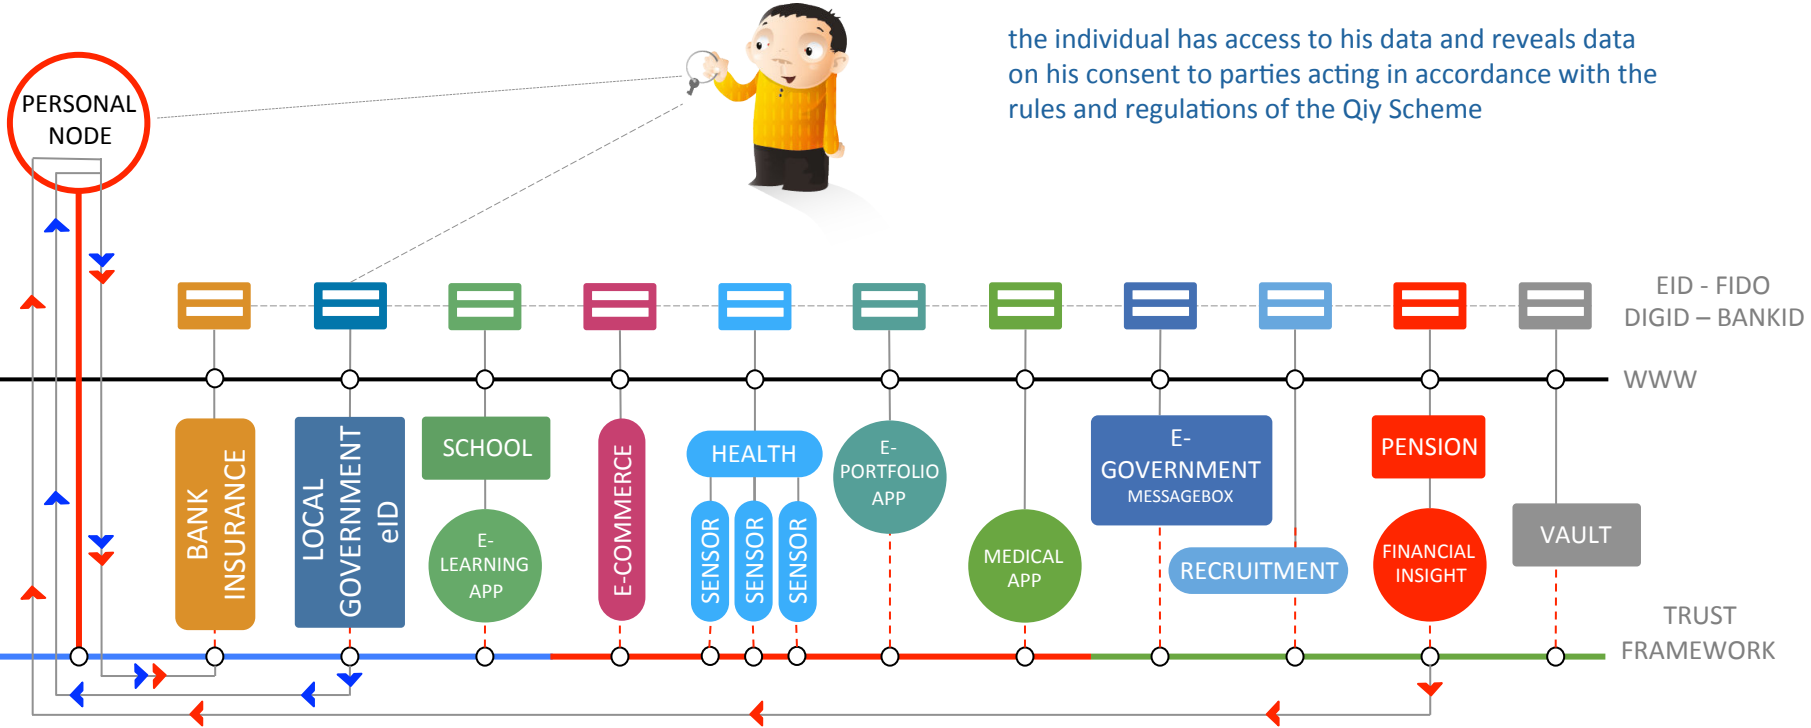 the individual has access to his data and reveals data
on his consent to parties acting in accordance with the
rules and regulations of the Qiy Scheme
PERSONAL
NODE
EID - FIDO
DIGID – BANKID
WWW
BANK
INSURANCE
LOCAL
GOVERNMENT
eID
SCHOOL
E-
LEARNING
APP
E-COMMERCE
HEALTH
SENSOR
SENSOR
SENSOR
E-
PORTFOLIO
APP
MEDICAL
APP
E-
GOVERNMENT
MESSAGEBOX
RECRUITMENT
PENSION
FINANCIAL
INSIGHT
VAULT
TRUST
FRAMEWORK